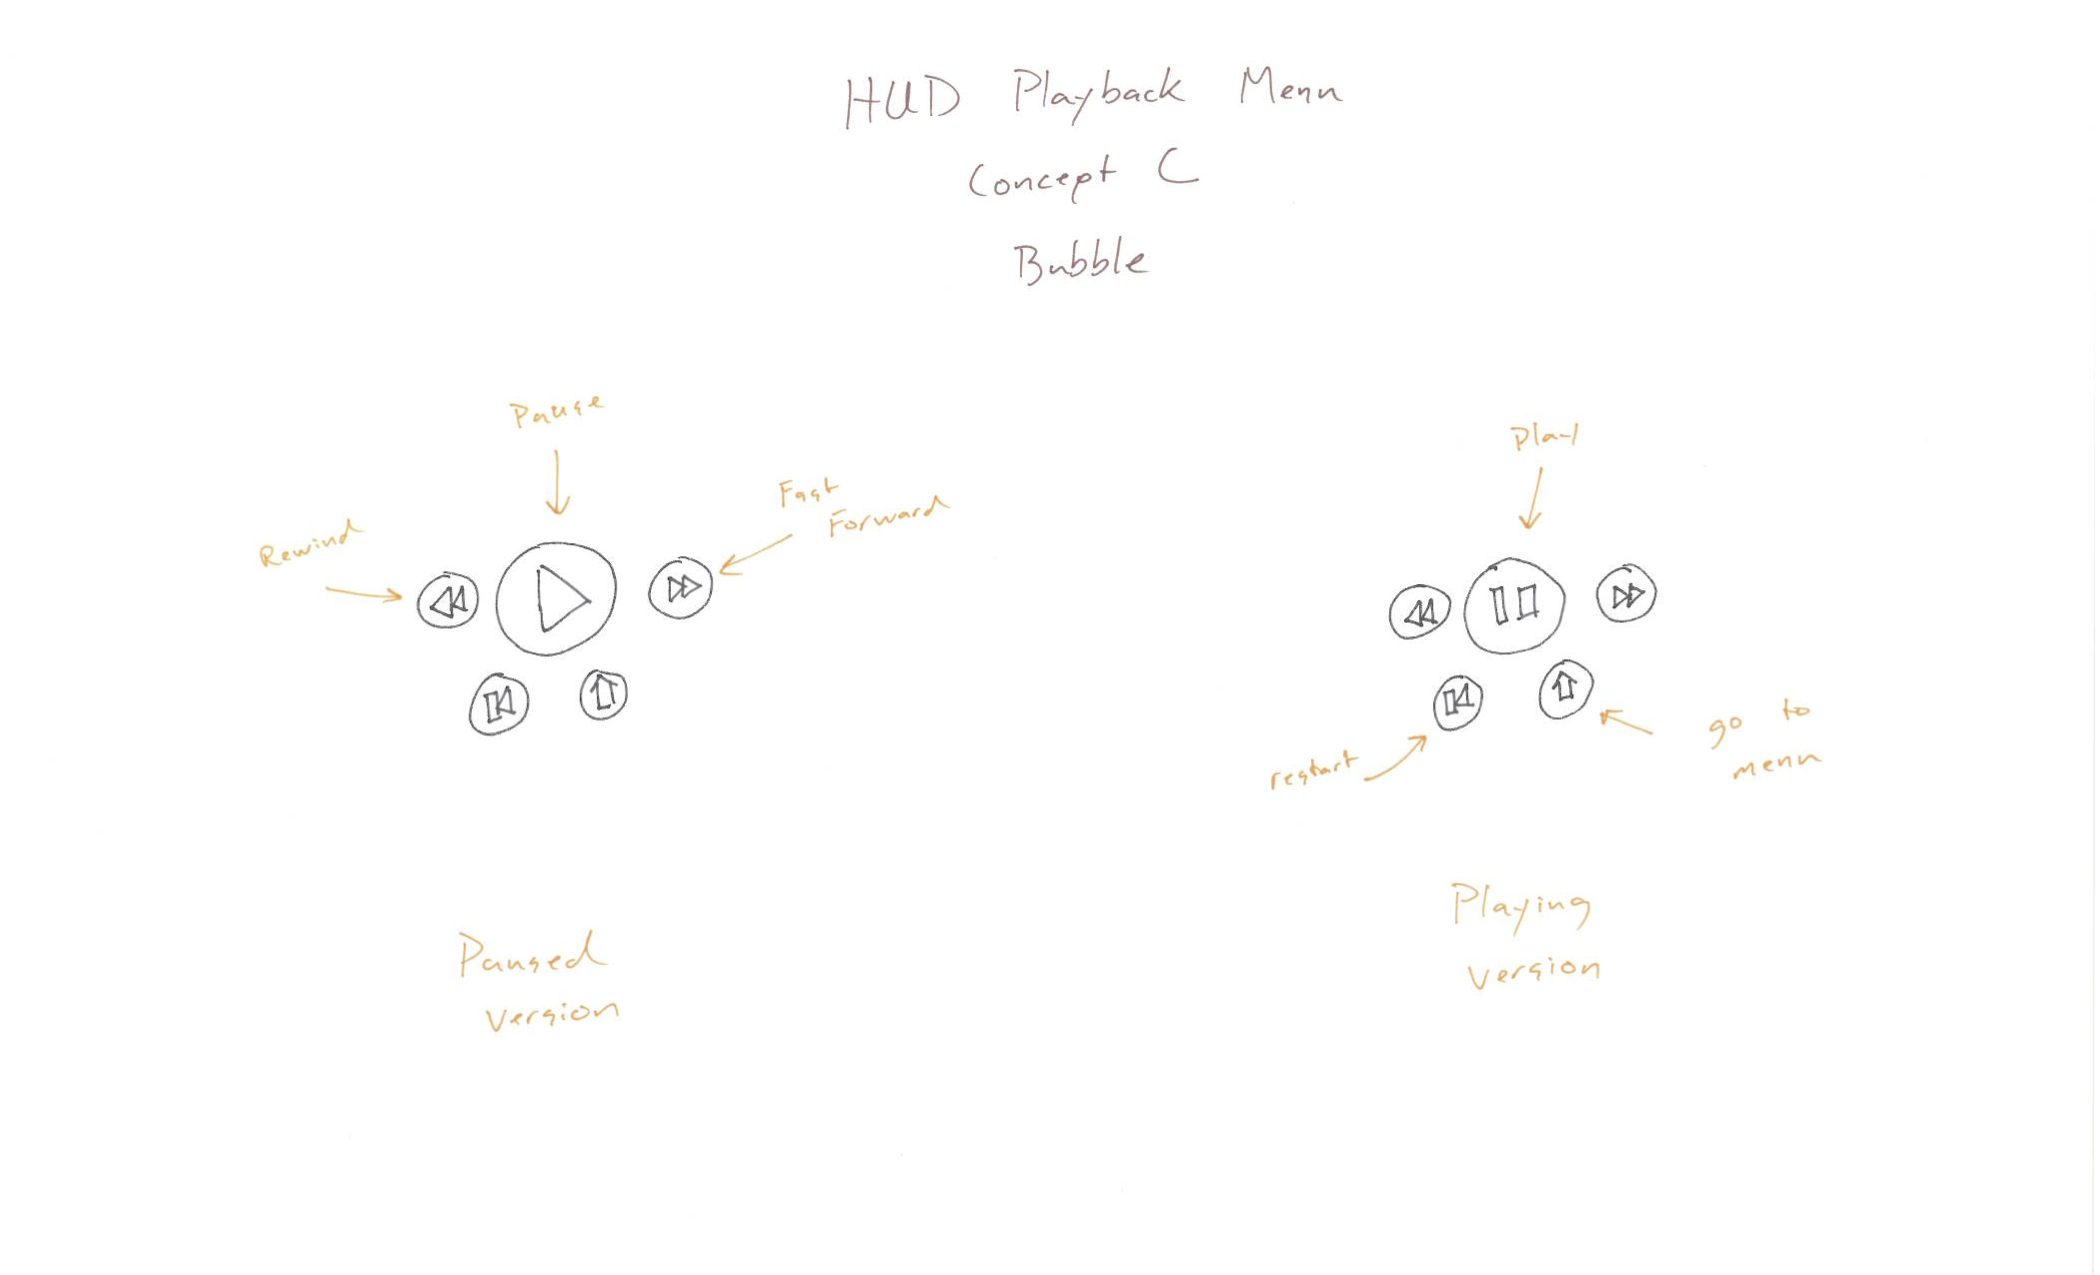 HUD Playback Menu
Concept C
Bubble
Pause
Rewind
Fast
Forward
Paused
version
Play
restart
go to
menu
Playing
version